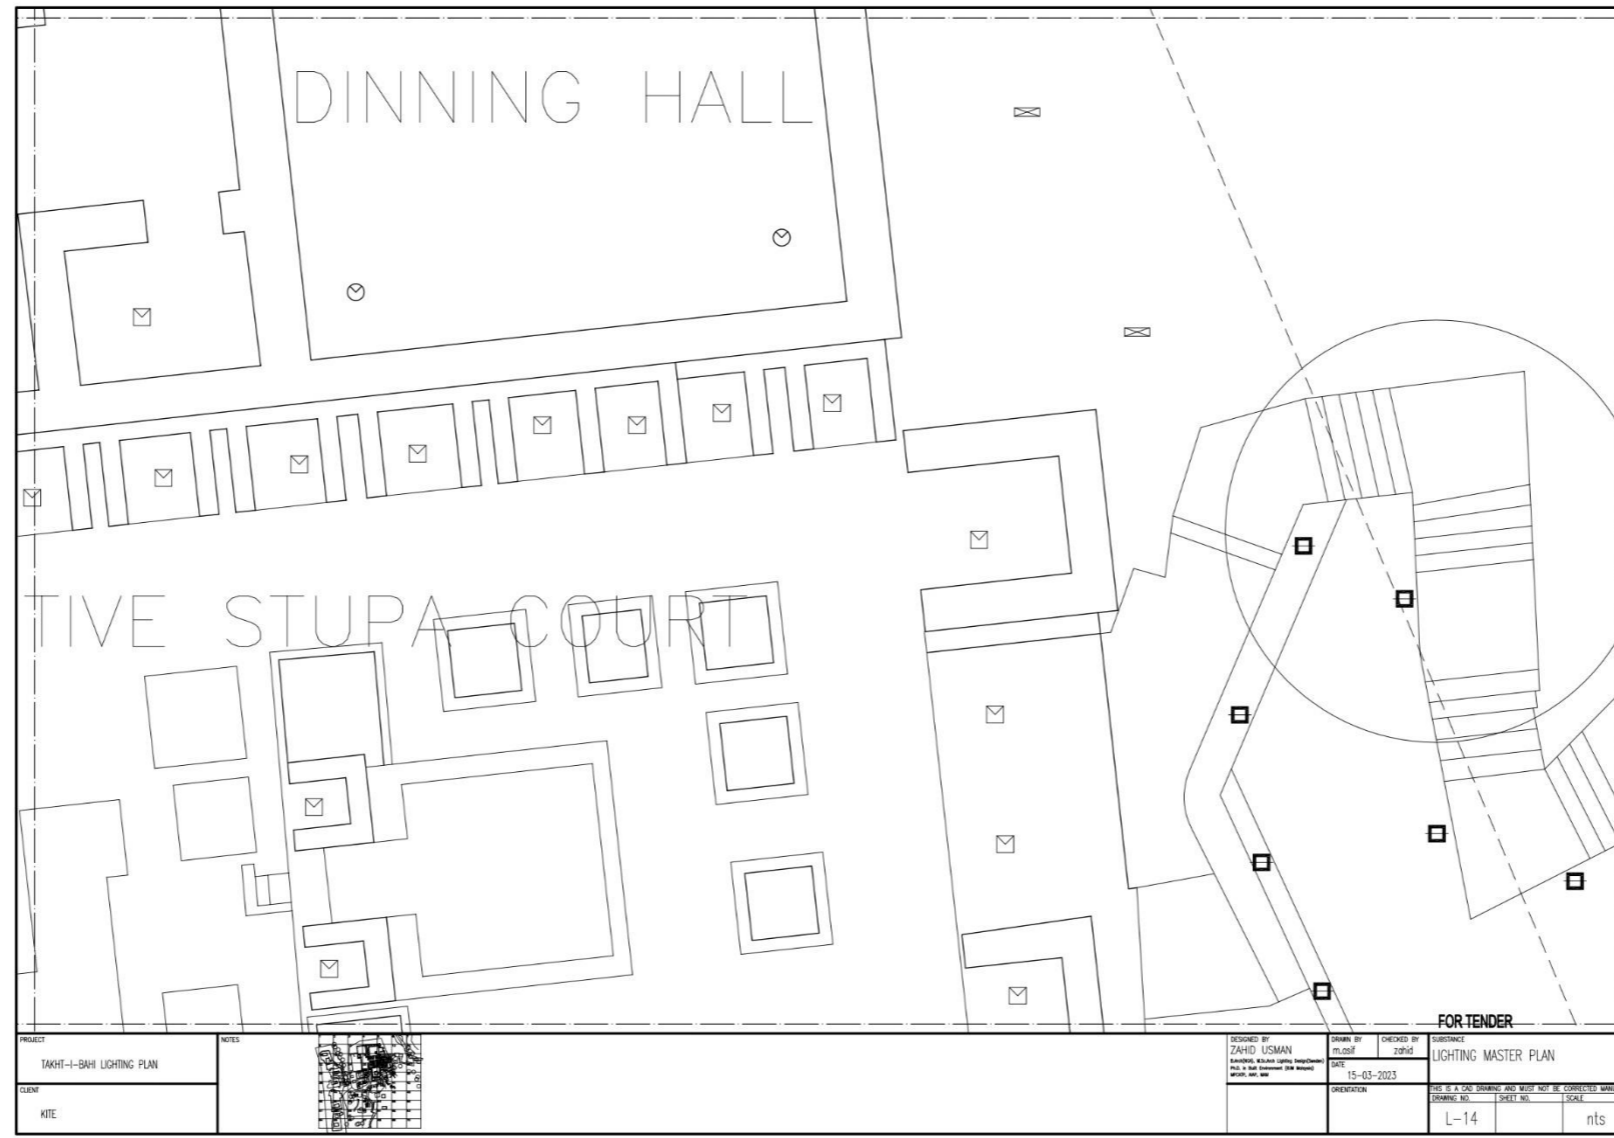 DINNING HALL
TIVE STUPA COURT
FOR TENDER
PROJECT
TAKHT-I-BAHI LIGHTING PLAN
CLIENT
KITE
NOTES
DESIGNED BY
ZAHID USMAN
DRAWN BY
m.asif
CHECKED BY
zahid
DATE
15-03-2023
ORIENTATION
SUBSTANCE
LIGHTING MASTER PLAN
THIS IS A CAD DRAWING AND MUST NOT BE CORRECTED MANU
DRAWING NO.
L-14
SHEET NO.
SCALE
nts